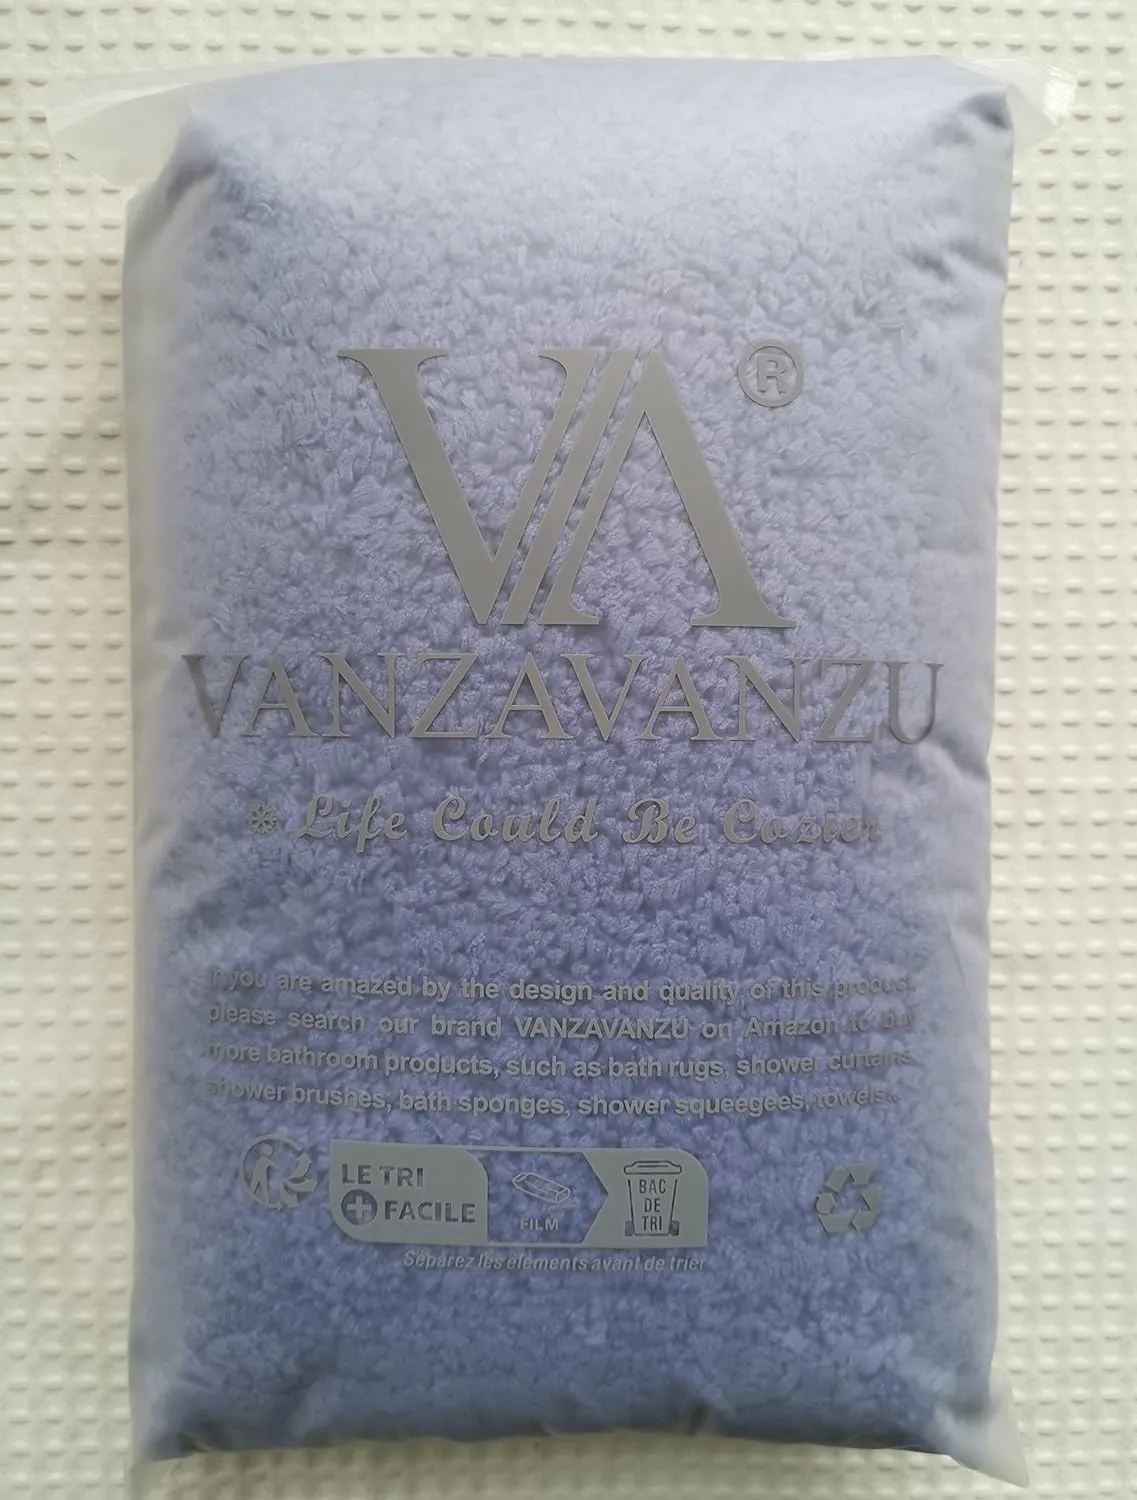 VA®
VANZAVANZU
Life Could Be Cozier
If you are amazed by the design and quality of this product
please search our brand VANZAVANZU on Amazon to buy
more bathroom products, such as bath rugs, shower curtains,
shower brushes, bath sponges, shower squeegees, towels...
LE TRI
+ FACILE
FILM
BAC
DE
TRI
Séparez les éléments avant de trier